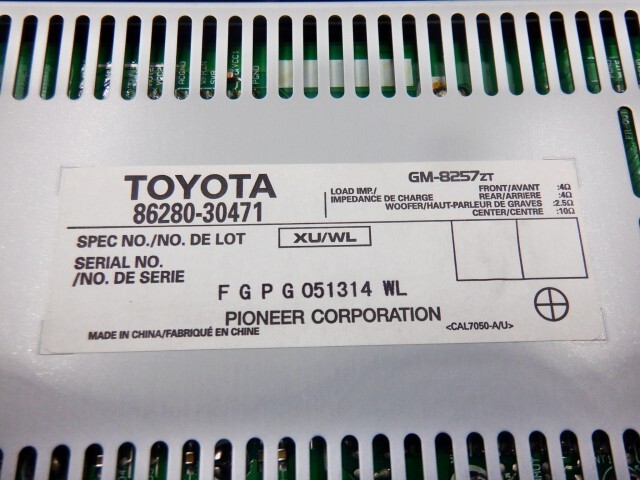 TOYOTA
86280-30471
GM-8257ZT
LOAD IMP./
IMPEDANCE DE CHARGE
FRONT/AVANT :4Ω
REAR/ARRIERE :4Ω
WOOFER/HAUT-PARLEUR DE GRAVES :2.5Ω
CENTER/CENTRE :10Ω
SPEC NO./NO. DE LOT XU/WL
SERIAL NO.
/NO. DE SERIE
F G P G 051314 WL
PIONEER CORPORATION
MADE IN CHINA/FABRIQUÉ EN CHINE
<CAL7050-A/U>